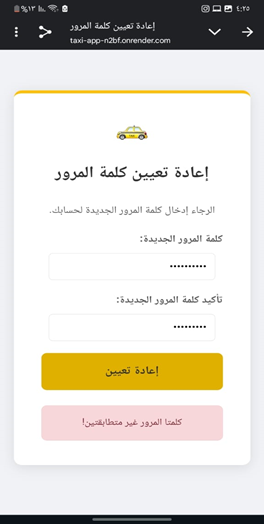 ٤:٢٥
٪١٣
إعادة تعيين كلمة المرور
taxi-app-n2bf.onrender.com
إعادة تعيين كلمة المرور
الرجاء إدخال كلمة المرور الجديدة لحسابك.
كلمة المرور الجديدة:
••••••••••
تأكيد كلمة المرور الجديدة:
•••••••••
إعادة تعيين
كلمتا المرور غير متطابقتين!